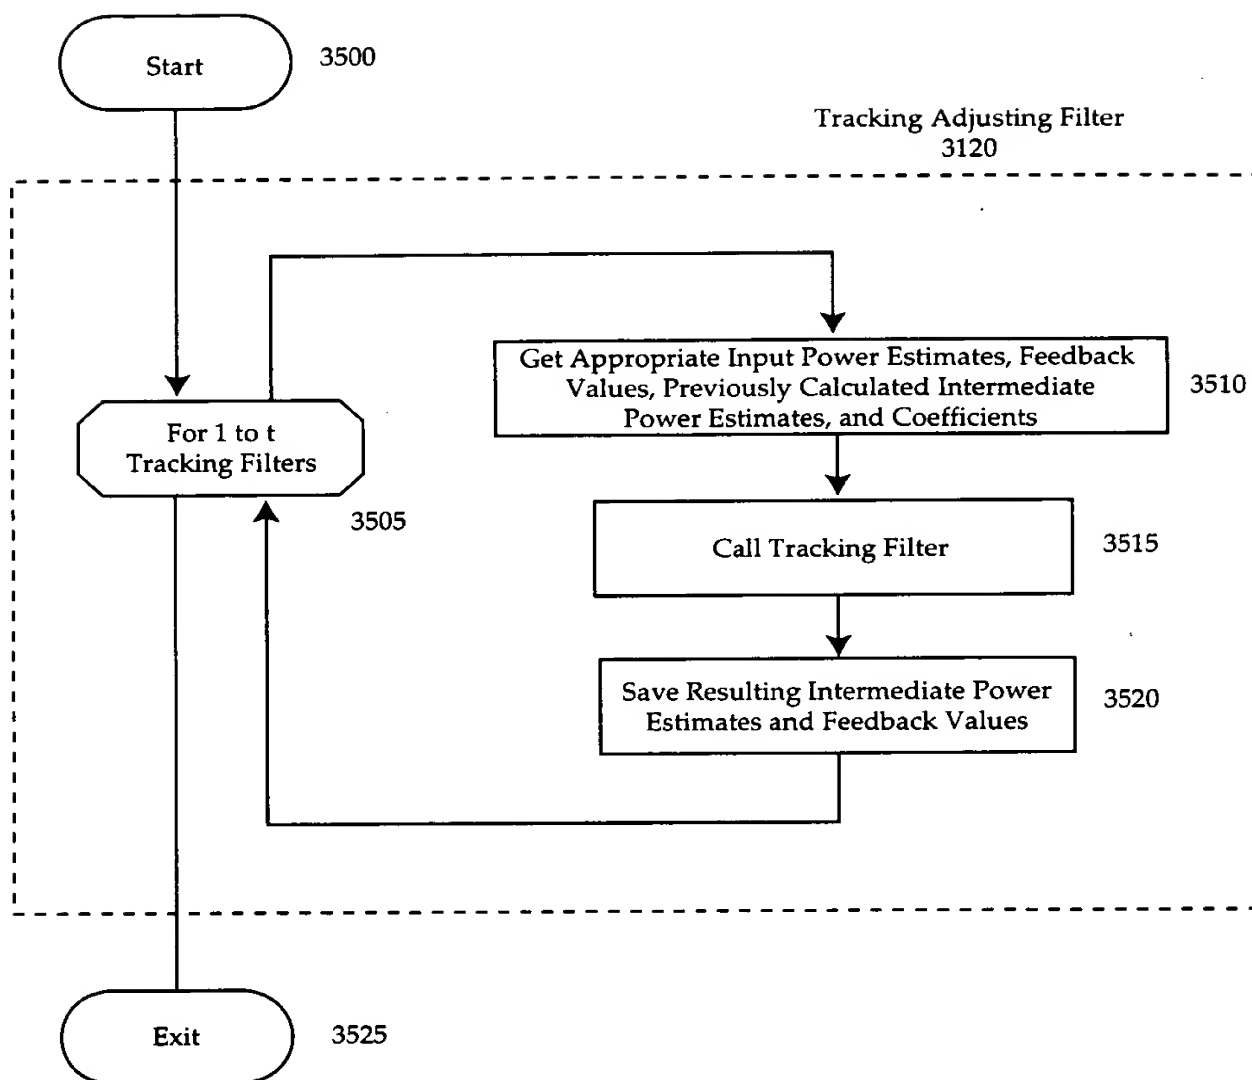 Start
3500
Tracking Adjusting Filter
3120
Get Appropriate Input Power Estimates, Feedback
Values, Previously Calculated Intermediate
Power Estimates, and Coefficients
3510
For 1 to t
Tracking Filters
3505
Call Tracking Filter
3515
Save Resulting Intermediate Power
Estimates and Feedback Values
3520
Exit
3525